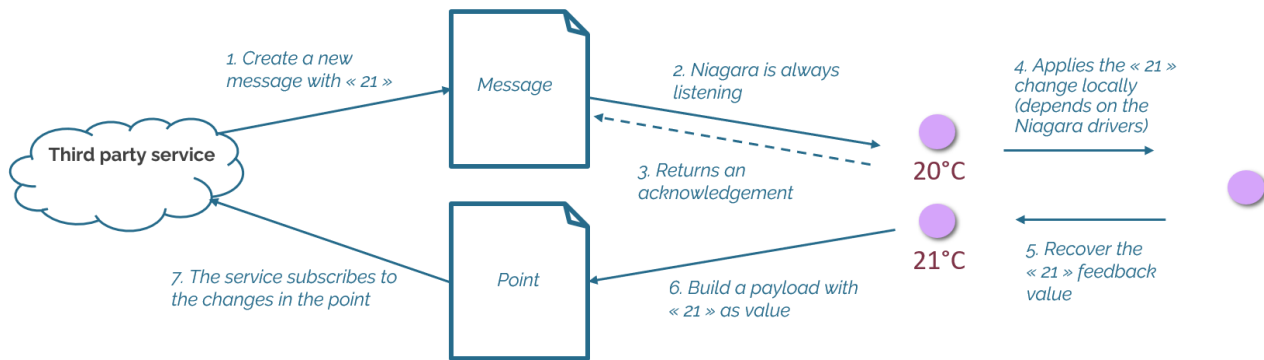 1. Create a new
message with « 21 »
Message
2. Niagara is always
listening
4. Applies the « 21 »
change locally
(depends on the
Niagara drivers)
Third party service
20°C
3. Returns an
acknowledgement
21°C
5. Recover the
« 21 » feedback
value
7. The service subscribes to
the changes in the point
Point
6. Build a payload with
« 21 » as value